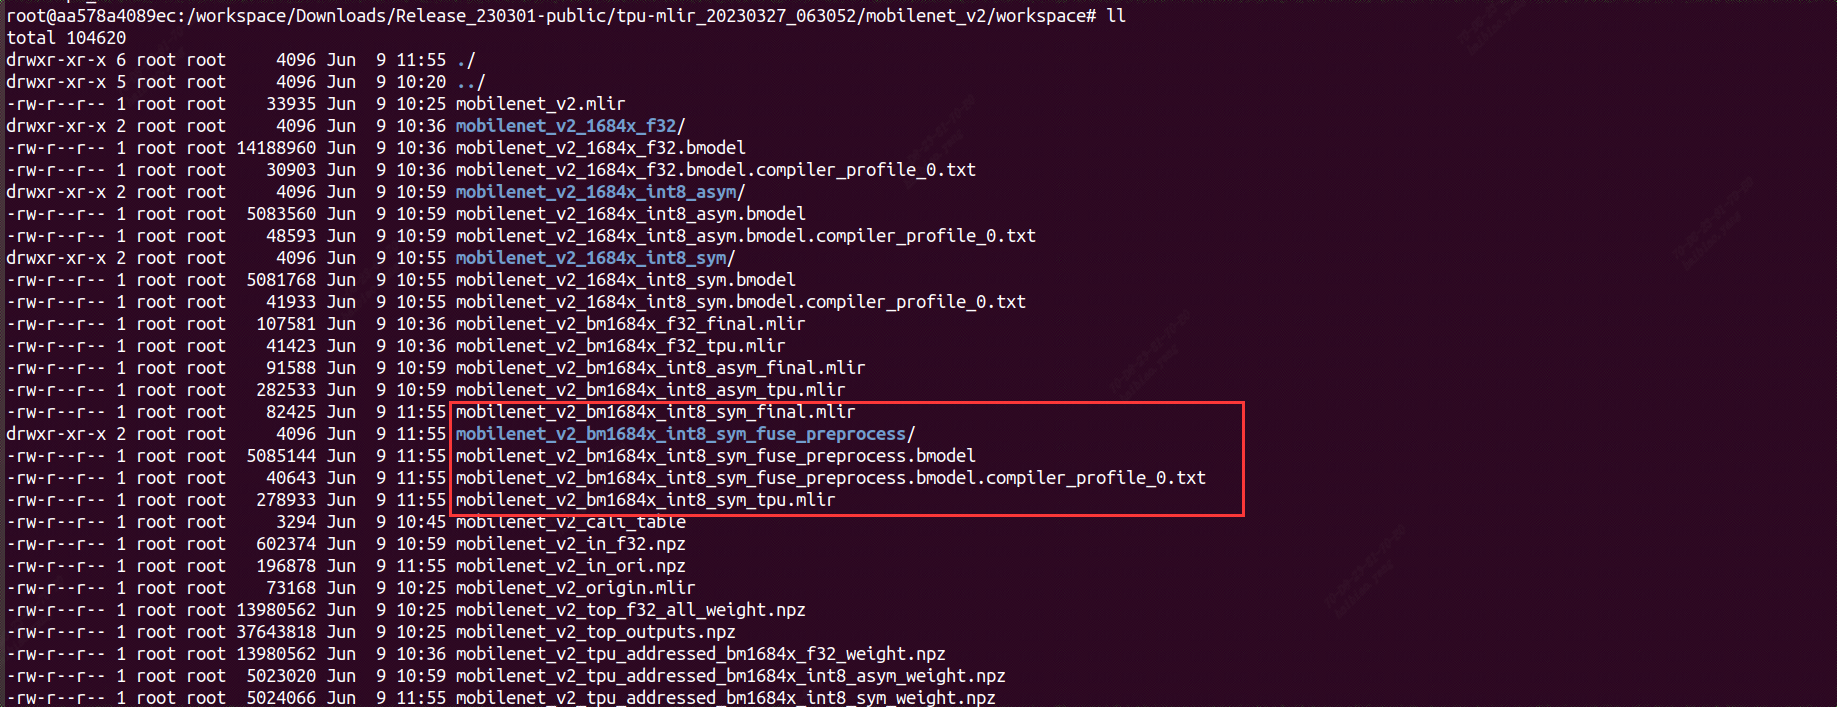 root@aa578a4089ec:/workspace/Downloads/Release_230301-public/tpu-mlir_20230327_063052/mobilenet_v2/workspace# ll
total 104620
drwxr-xr-x 6 root root     4096 Jun  9 11:55 ./
drwxr-xr-x 5 root root     4096 Jun  9 10:20 ../
-rw-r--r-- 1 root root    33935 Jun  9 10:25 mobilenet_v2.mlir
drwxr-xr-x 2 root root     4096 Jun  9 10:36 mobilenet_v2_1684x_f32/
-rw-r--r-- 1 root root 14188960 Jun  9 10:36 mobilenet_v2_1684x_f32.bmodel
-rw-r--r-- 1 root root    30903 Jun  9 10:36 mobilenet_v2_1684x_f32.bmodel.compiler_profile_0.txt
drwxr-xr-x 2 root root     4096 Jun  9 10:59 mobilenet_v2_1684x_int8_asym/
-rw-r--r-- 1 root root  5083560 Jun  9 10:59 mobilenet_v2_1684x_int8_asym.bmodel
-rw-r--r-- 1 root root    48593 Jun  9 10:59 mobilenet_v2_1684x_int8_asym.bmodel.compiler_profile_0.txt
drwxr-xr-x 2 root root     4096 Jun  9 10:55 mobilenet_v2_1684x_int8_sym/
-rw-r--r-- 1 root root  5081768 Jun  9 10:55 mobilenet_v2_1684x_int8_sym.bmodel
-rw-r--r-- 1 root root    41933 Jun  9 10:55 mobilenet_v2_1684x_int8_sym.bmodel.compiler_profile_0.txt
-rw-r--r-- 1 root root   107581 Jun  9 10:36 mobilenet_v2_bm1684x_f32_final.mlir
-rw-r--r-- 1 root root    41423 Jun  9 10:36 mobilenet_v2_bm1684x_f32_tpu.mlir
-rw-r--r-- 1 root root    91588 Jun  9 10:59 mobilenet_v2_bm1684x_int8_asym_final.mlir
-rw-r--r-- 1 root root   282533 Jun  9 10:59 mobilenet_v2_bm1684x_int8_asym_tpu.mlir
-rw-r--r-- 1 root root    82425 Jun  9 11:55 mobilenet_v2_bm1684x_int8_sym_final.mlir
drwxr-xr-x 2 root root     4096 Jun  9 11:55 mobilenet_v2_bm1684x_int8_sym_fuse_preprocess/
-rw-r--r-- 1 root root  5085144 Jun  9 11:55 mobilenet_v2_bm1684x_int8_sym_fuse_preprocess.bmodel
-rw-r--r-- 1 root root    40643 Jun  9 11:55 mobilenet_v2_bm1684x_int8_sym_fuse_preprocess.bmodel.compiler_profile_0.txt
-rw-r--r-- 1 root root   278933 Jun  9 11:55 mobilenet_v2_bm1684x_int8_sym_tpu.mlir
-rw-r--r-- 1 root root     3294 Jun  9 10:45 mobilenet_v2_cali_table
-rw-r--r-- 1 root root   602374 Jun  9 10:59 mobilenet_v2_in_f32.npz
-rw-r--r-- 1 root root   196878 Jun  9 11:55 mobilenet_v2_in_ori.npz
-rw-r--r-- 1 root root    73168 Jun  9 10:25 mobilenet_v2_origin.mlir
-rw-r--r-- 1 root root 13980562 Jun  9 10:25 mobilenet_v2_top_f32_all_weight.npz
-rw-r--r-- 1 root root 37643818 Jun  9 10:25 mobilenet_v2_top_outputs.npz
-rw-r--r-- 1 root root 13980562 Jun  9 10:36 mobilenet_v2_tpu_addressed_bm1684x_f32_weight.npz
-rw-r--r-- 1 root root  5023020 Jun  9 10:59 mobilenet_v2_tpu_addressed_bm1684x_int8_asym_weight.npz
-rw-r--r-- 1 root root  5024066 Jun  9 11:55 mobilenet_v2_tpu_addressed_bm1684x_int8_sym_weight.npz